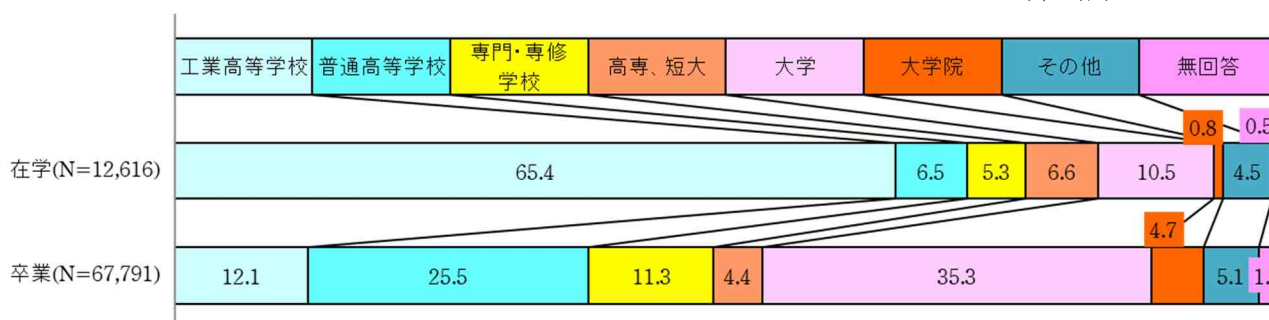 工業高等学校
普通高等学校
専門・専修
学校
高専、短大
大学
大学院
その他
無回答
在学(N=12,616)
65.4
6.5
5.3
6.6
10.5
0.8
4.5
0.5
卒業(N=67,791)
12.1
25.5
11.3
4.4
35.3
4.7
5.1
1.